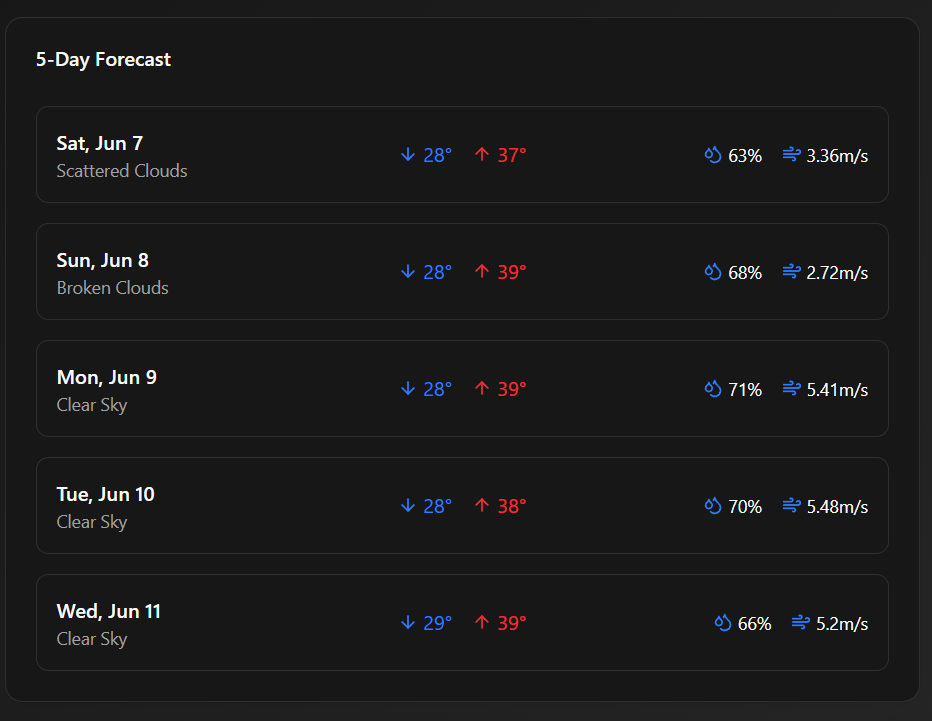 5-Day Forecast
Sat, Jun 7
Scattered Clouds
↓ 28° ↑ 37°
63% 3.36m/s
Sun, Jun 8
Broken Clouds
↓ 28° ↑ 39°
68% 2.72m/s
Mon, Jun 9
Clear Sky
↓ 28° ↑ 39°
71% 5.41m/s
Tue, Jun 10
Clear Sky
↓ 28° ↑ 38°
70% 5.48m/s
Wed, Jun 11
Clear Sky
↓ 29° ↑ 39°
66% 5.2m/s